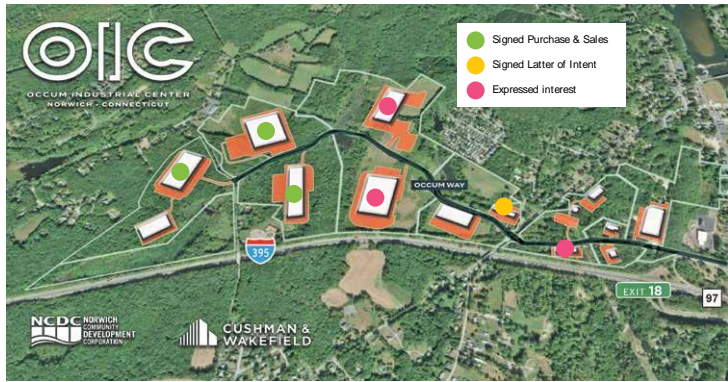 OIC
OCCUM INDUSTRIAL CENTER
NORWICH - CONNECTICUT
Signed Purchase & Sales
Signed Latter of Intent
Expressed interest
OCCUM WAY
395
EXIT 18
97
NCDC NORWICH
COMMUNITY
DEVELOPMENT
CORPORATION
CUSHMAN &
WAKEFIELD